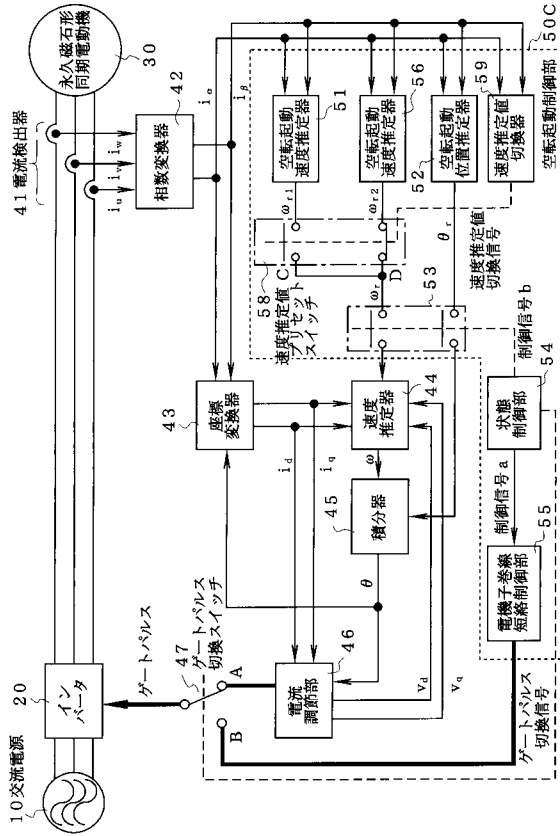 10交流電源
20
イン
バータ
ゲートパルス
47
ゲートパルス
切換スイッチ
A
B
41電流検出器
永久磁石形
同期電動機
30
iu
iv
iw
42
相数変換器
iα
iβ
43
座標
変換器
id
iq
44
速度
推定器
ω
45
積分器
θ
46
電流
調節部
vd
vq
空転起動
速度推定器
51
空転起動
速度推定器
56
空転起動
位置推定器
52
速度推定値
切換器
59
ωr1
ωr2
θr
58
C
D
速度推定値
プリセット
スイッチ
ωr
53
速度推定値
切換信号
制御信号b
状態
制御部
54
制御信号a
電機子巻線
短絡制御部
55
ゲートパルス
切換信号
空転起動制御部
50C